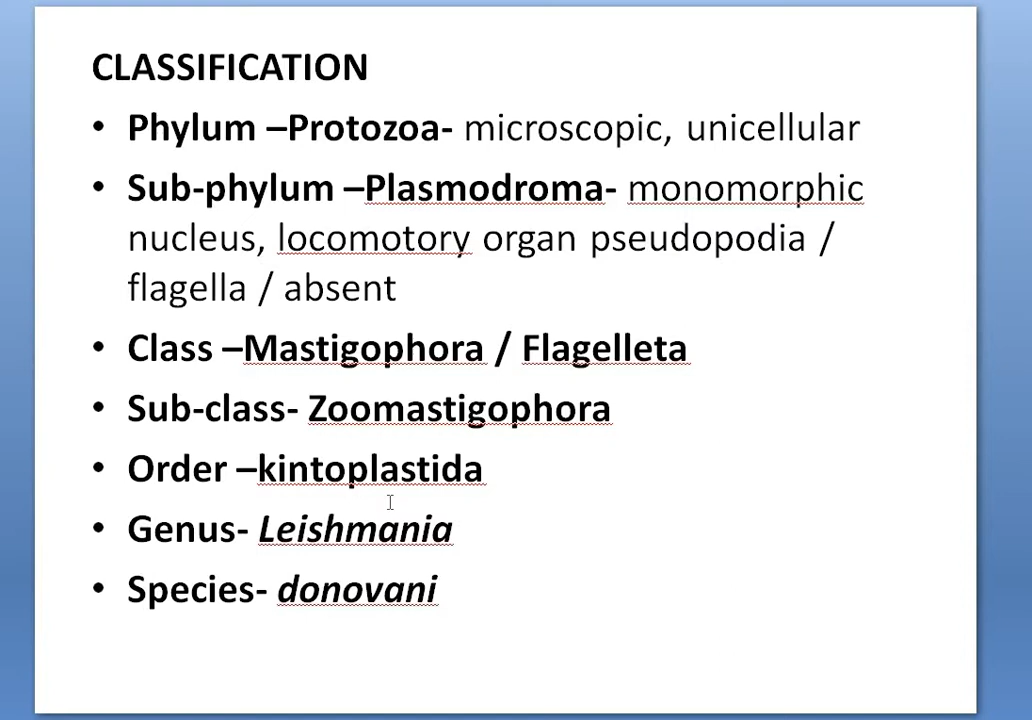 CLASSIFICATION
• Phylum –Protozoa- microscopic, unicellular
• Sub-phylum –Plasmodroma- monomorphic
nucleus, locomotory organ pseudopodia /
flagella / absent
• Class –Mastigophora / Flagelleta
• Sub-class- Zoomastigophora
• Order –kintoplastida
• Genus- Leishmania
• Species- donovani